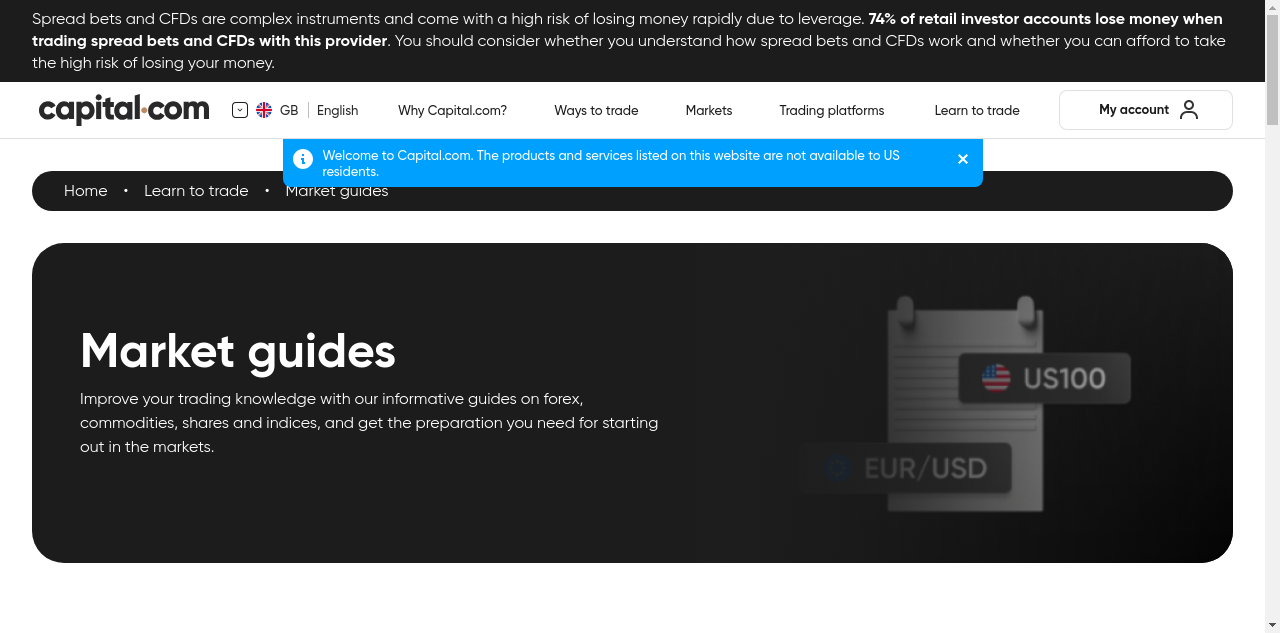 Spread bets and CFDs are complex instruments and come with a high risk of losing money rapidly due to leverage. 74% of retail investor accounts lose money when
trading spread bets and CFDs with this provider. You should consider whether you understand how spread bets and CFDs work and whether you can afford to take
the high risk of losing your money.
capital.com GB English Why Capital.com? Ways to trade Markets Trading platforms Learn to trade My account
Welcome to Capital.com. The products and services listed on this website are not available to US
residents.
Home • Learn to trade • Market guides
Market guides
Improve your trading knowledge with our informative guides on forex,
commodities, shares and indices, and get the preparation you need for starting
out in the markets.
US100
EUR/USD